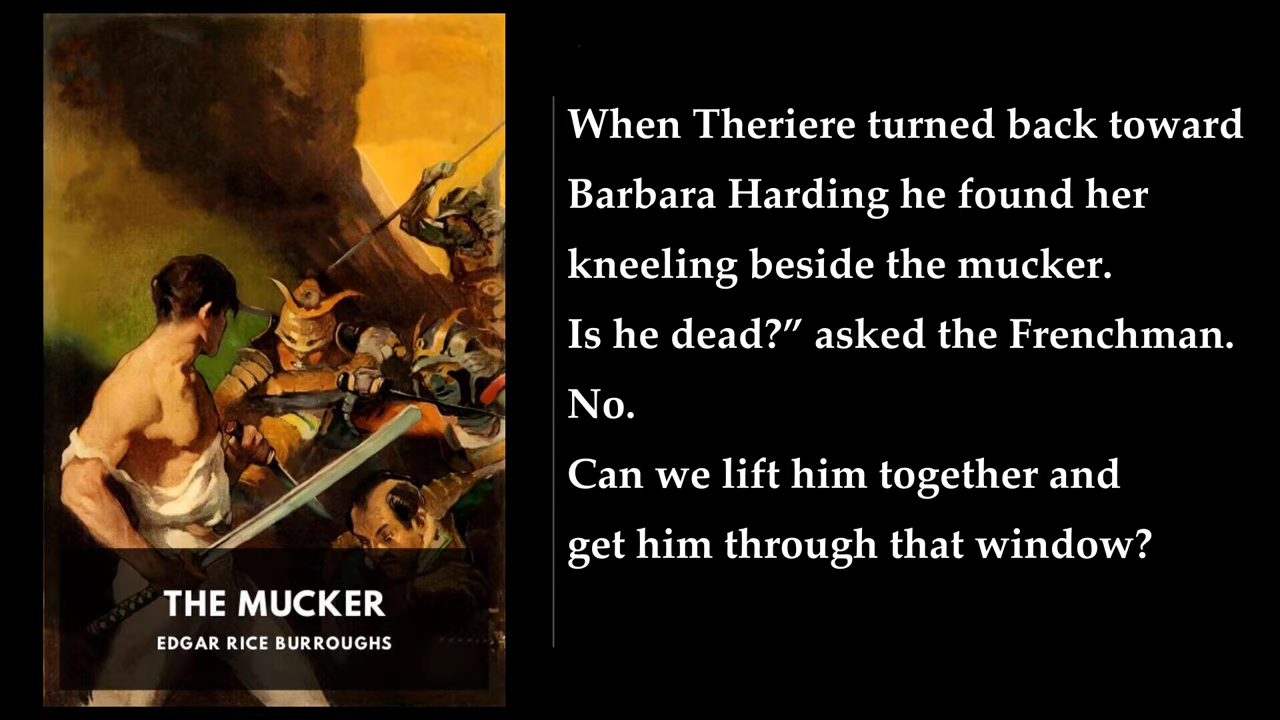 THE MUCKER
EDGAR RICE BURROUGHS
When Theriere turned back toward
Barbara Harding he found her
kneeling beside the mucker.
Is he dead?” asked the Frenchman.
No.
Can we lift him together and
get him through that window?